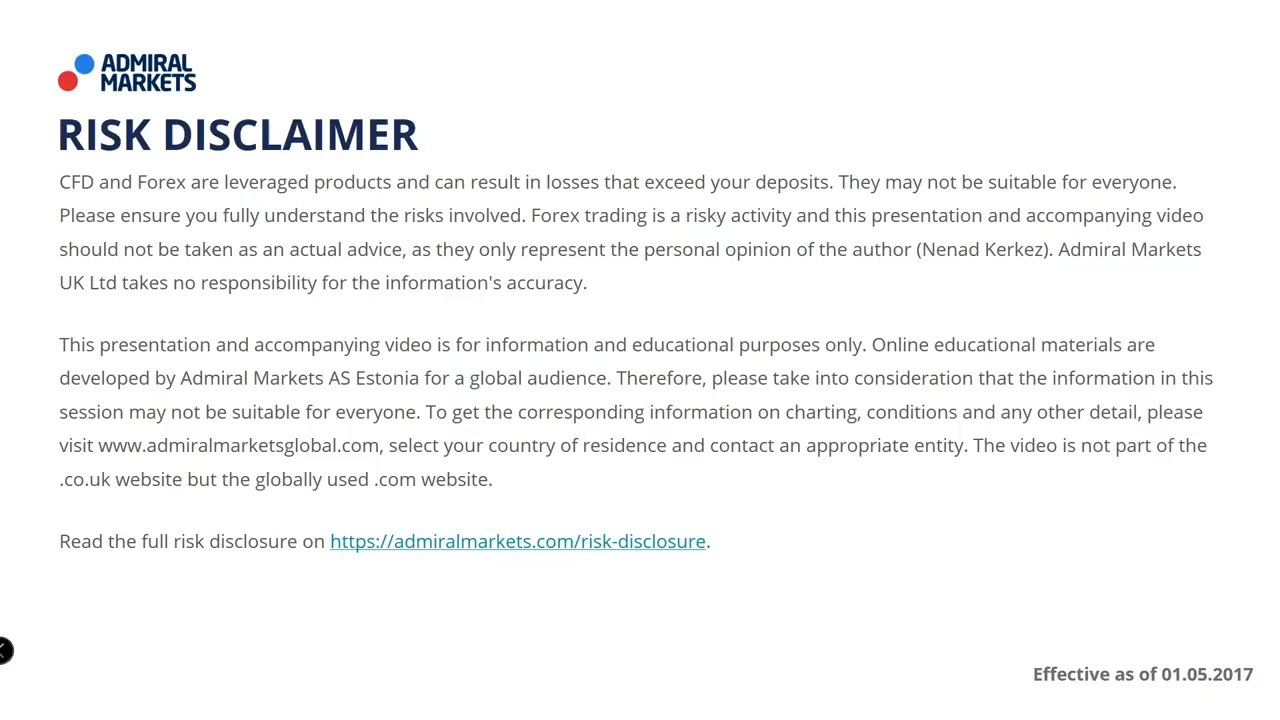 ADMIRAL
MARKETS
RISK DISCLAIMER
CFD and Forex are leveraged products and can result in losses that exceed your deposits. They may not be suitable for everyone.
Please ensure you fully understand the risks involved. Forex trading is a risky activity and this presentation and accompanying video
should not be taken as an actual advice, as they only represent the personal opinion of the author (Nenad Kerkez). Admiral Markets
UK Ltd takes no responsibility for the information's accuracy.
This presentation and accompanying video is for information and educational purposes only. Online educational materials are
developed by Admiral Markets AS Estonia for a global audience. Therefore, please take into consideration that the information in this
session may not be suitable for everyone. To get the corresponding information on charting, conditions and any other detail, please
visit www.admiralmarketsglobal.com, select your country of residence and contact an appropriate entity. The video is not part of the
.co.uk website but the globally used .com website.
Read the full risk disclosure on https://admiralmarkets.com/risk-disclosure.
Effective as of 01.05.2017